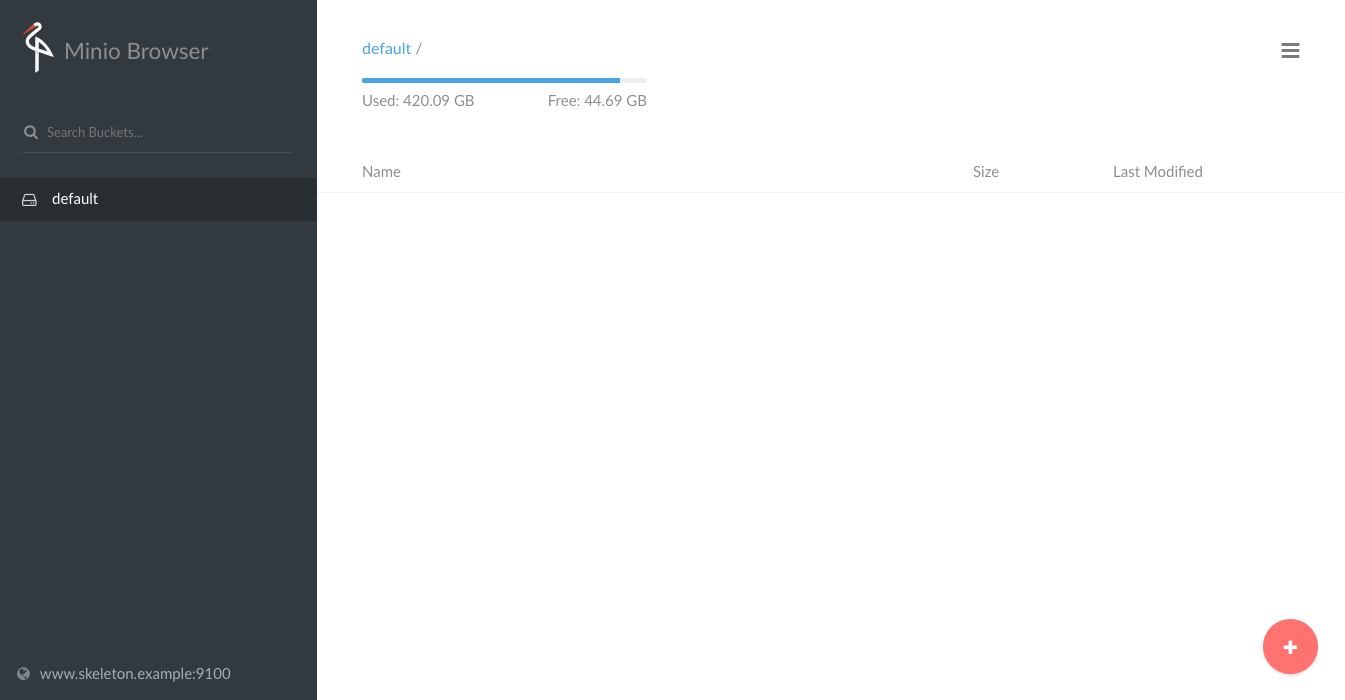 Minio Browser
Search Buckets...
default
www.skeleton.example:9100
default /
Used: 420.09 GB Free: 44.69 GB
Name Size Last Modified